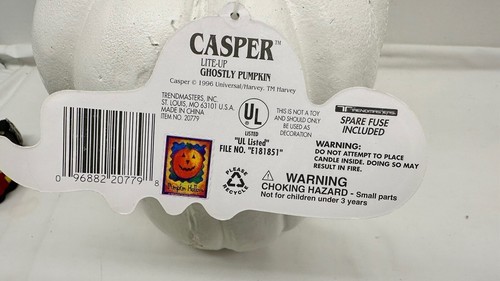 CASPER™
LITE-UP
GHOSTLY PUMPKIN
Casper © 1996 Universal/Harvey. TM Harvey
TRENDMASTERS, INC.
ST. LOUIS, MO 63101 U.S.A.
MADE IN CHINA
ITEM NO. 20779
UL
LISTED
"UL Listed"
FILE NO. "E181851"
THIS IS NOT A TOY
AND SHOULD ONLY
BE USED AS
DECORATION
TRENDMASTERS
SPARE FUSE
INCLUDED
WARNING:
DO NOT ATTEMPT TO PLACE
CANDLE INSIDE. DOING SO MAY
RESULT IN FIRE.
0 96882 20779 8
Pumpkin Hollow
PLEASE
RECYCLE
WARNING
CHOKING HAZARD - Small parts
Not for children under 3 years